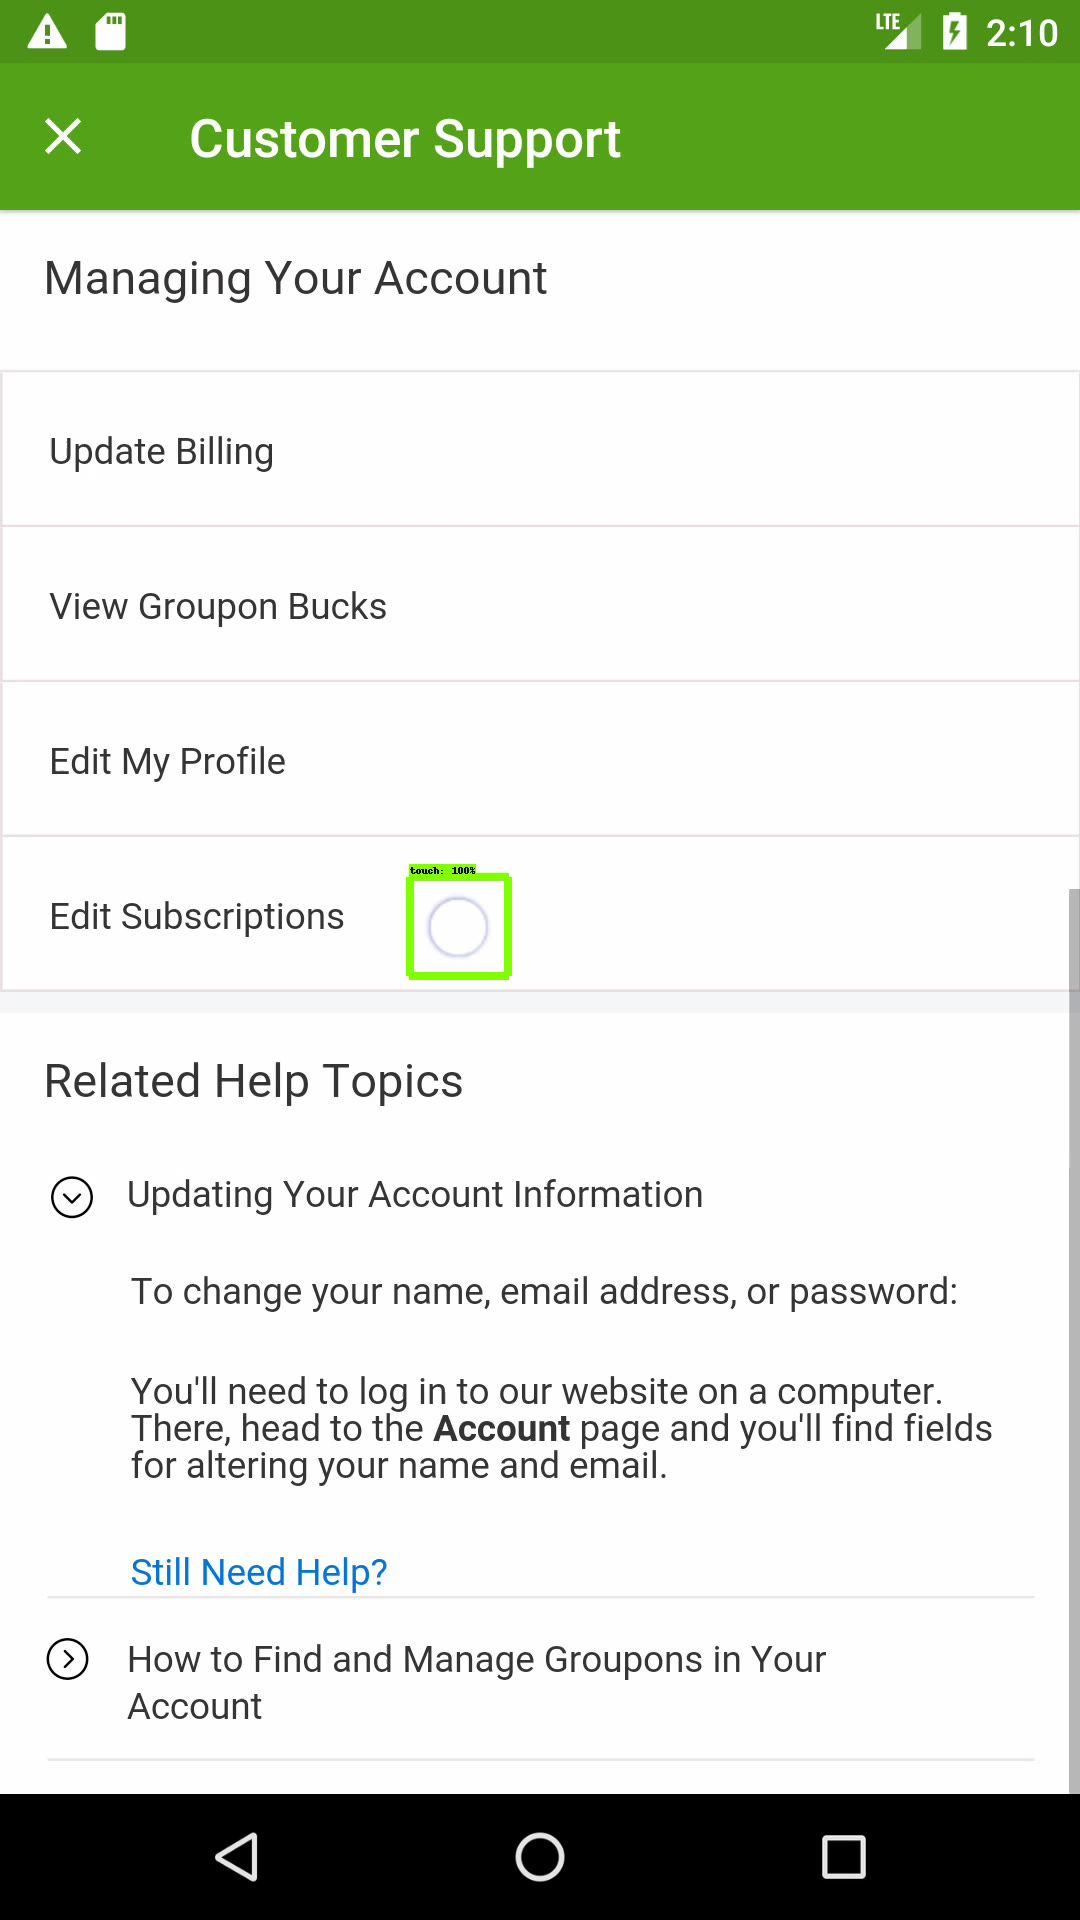 LTE 2:10
Customer Support
Managing Your Account
Update Billing
View Groupon Bucks
Edit My Profile
touch: 100%
Edit Subscriptions
Related Help Topics
Updating Your Account Information
To change your name, email address, or password:
You'll need to log in to our website on a computer.
There, head to the Account page and you'll find fields
for altering your name and email.
Still Need Help?
How to Find and Manage Groupons in Your
Account